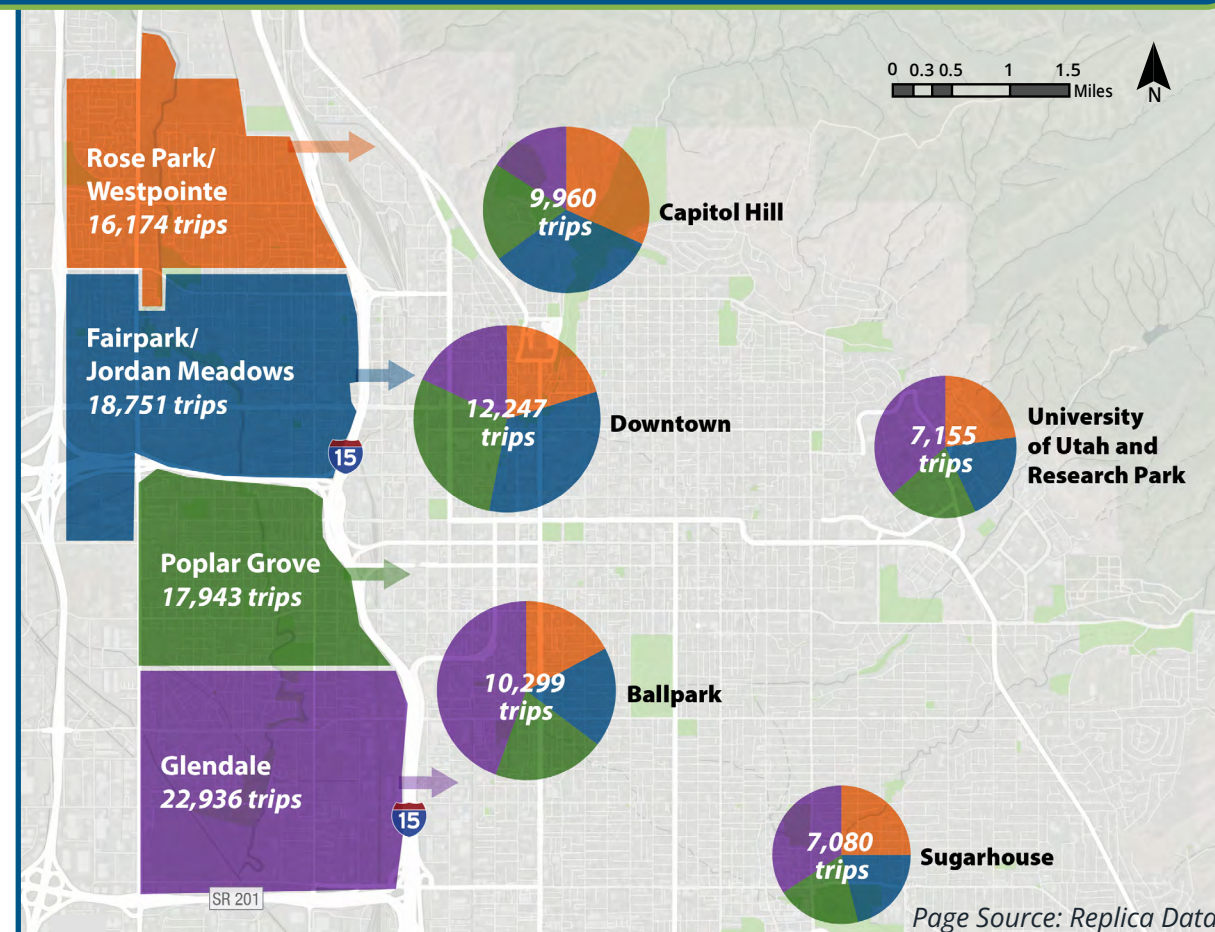 0 0.3 0.5 1 1.5
Miles
N
Rose Park/
Westpointe
16,174 trips
9,960
trips
Capitol Hill
Fairpark/
Jordan Meadows
18,751 trips
15
12,247
trips
Downtown
7,155
trips
University
of Utah and
Research Park
Poplar Grove
17,943 trips
10,299
trips
Ballpark
Glendale
22,936 trips
15
7,080
trips
Sugarhouse
SR 201
Page Source: Replica Data